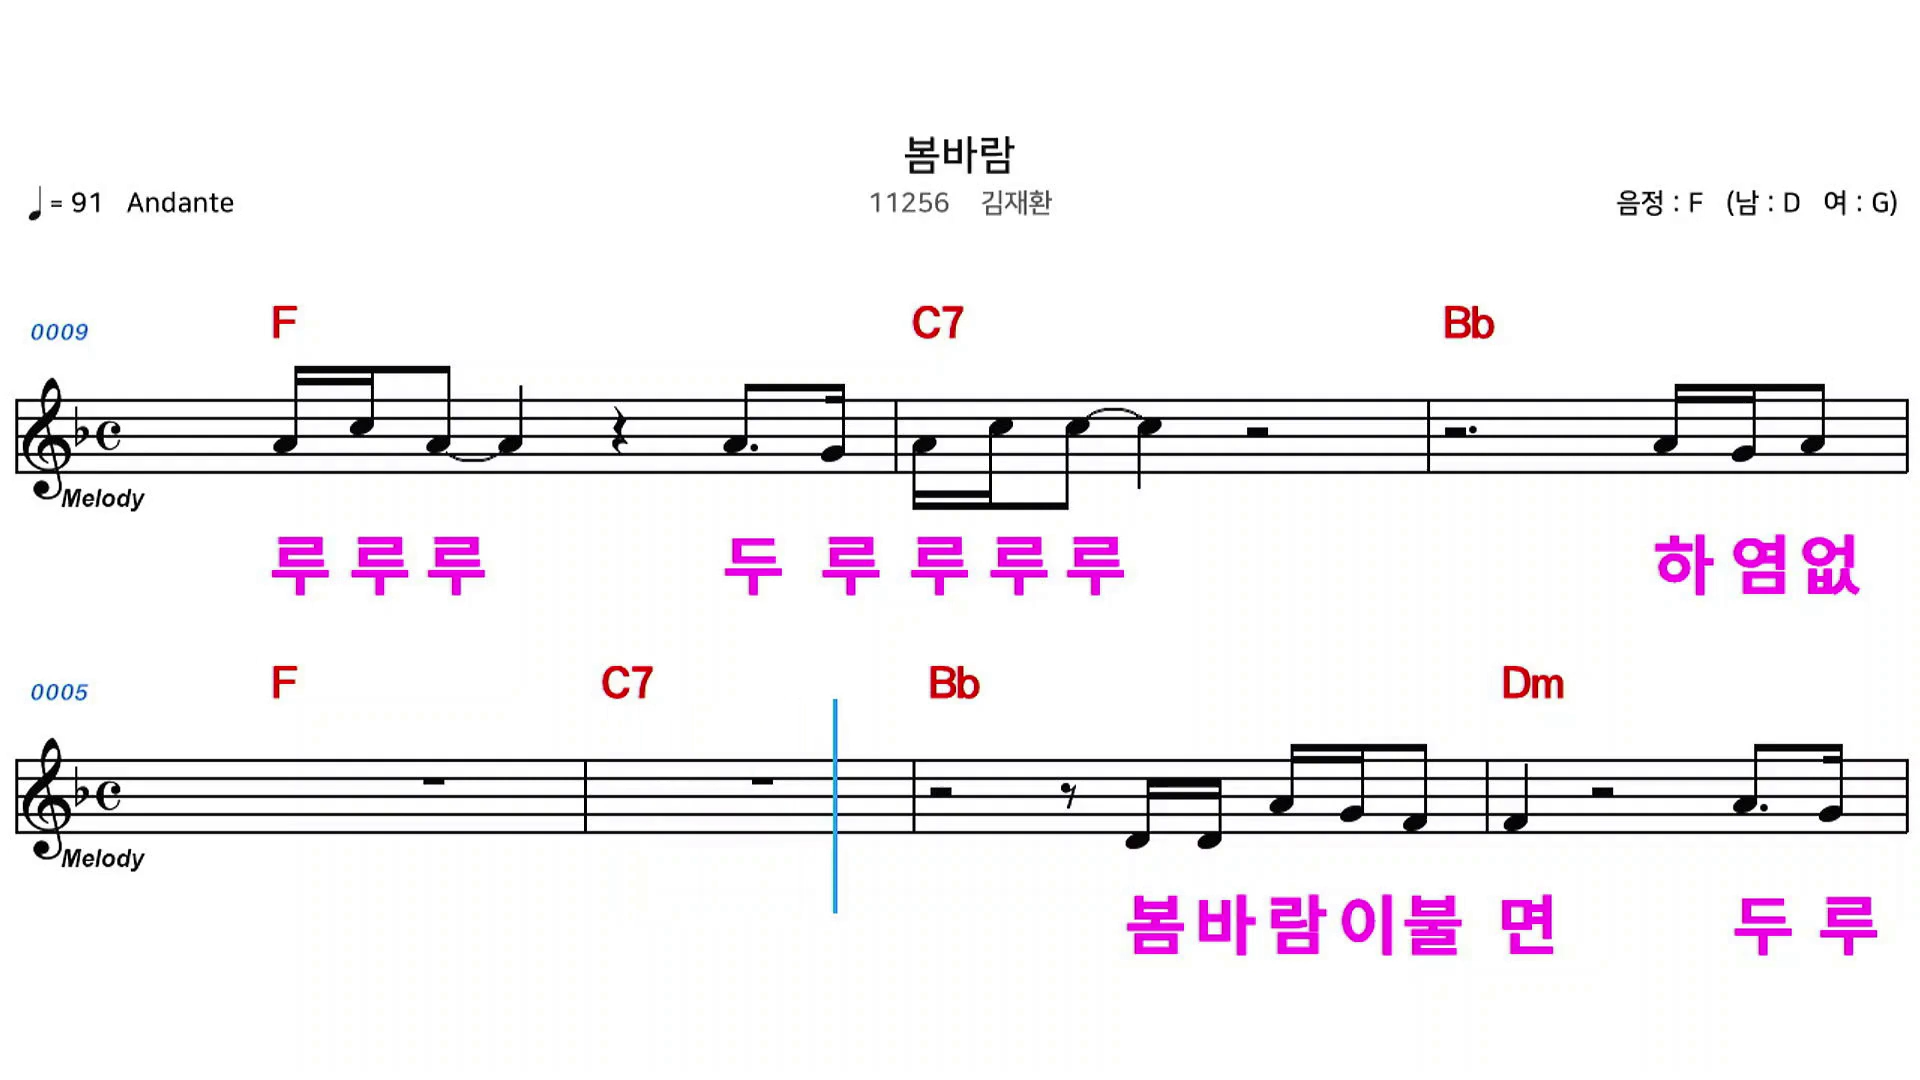 봄바람
♩= 91 Andante
11256 김재환
음정 : F (남 : D 여 : G)
0009 F C7 Bb
Melody
루 루 루 두 루 루 루 루 하 염 없
0005 F C7 Bb Dm
Melody
봄 바 람 이 불 면 두 루